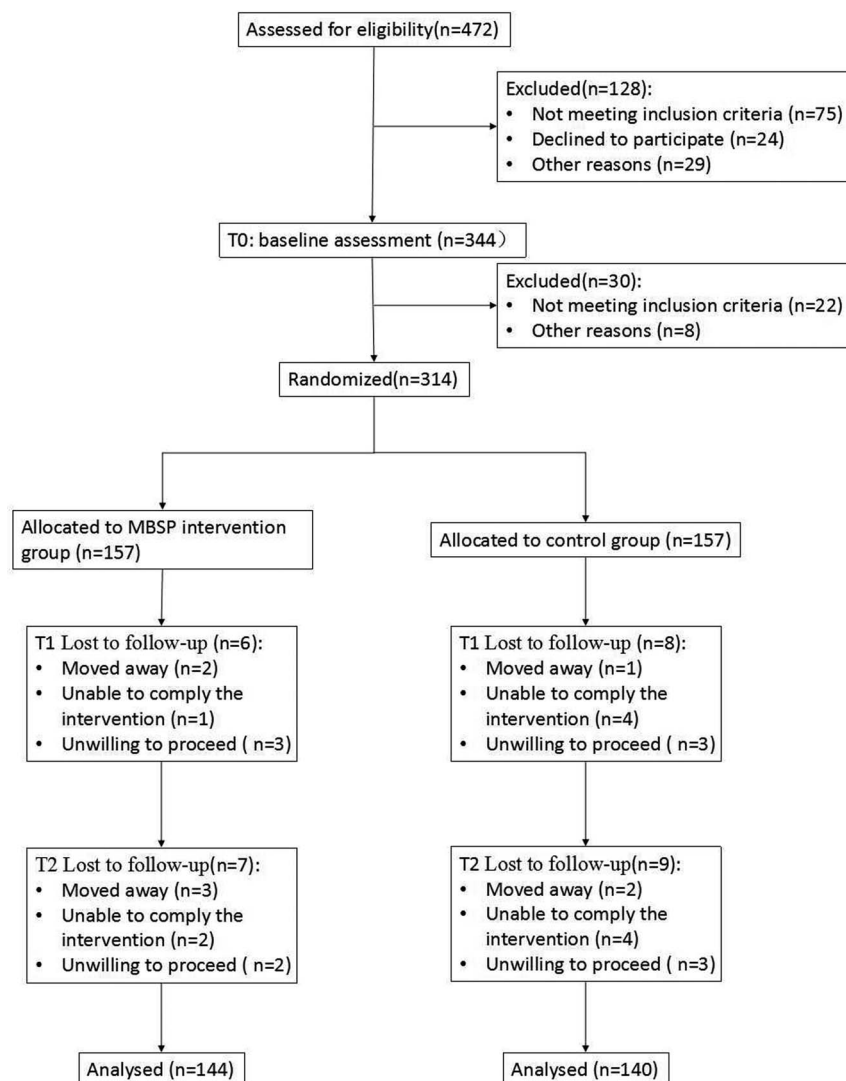 Assessed for eligibility(n=472)
Excluded(n=128):
• Not meeting inclusion criteria (n=75)
• Declined to participate (n=24)
• Other reasons (n=29)
T0: baseline assessment (n=344）
Excluded(n=30):
• Not meeting inclusion criteria (n=22)
• Other reasons (n=8)
Randomized(n=314)
Allocated to MBSP intervention
group (n=157)
Allocated to control group (n=157)
T1 Lost to follow-up (n=6):
• Moved away (n=2)
• Unable to comply the
intervention (n=1)
• Unwilling to proceed ( n=3)
T1 Lost to follow-up (n=8):
• Moved away (n=1)
• Unable to comply the
intervention (n=4)
• Unwilling to proceed ( n=3)
T2 Lost to follow-up(n=7):
• Moved away (n=3)
• Unable to comply the
intervention (n=2)
• Unwilling to proceed ( n=2)
T2 Lost to follow-up(n=9):
• Moved away (n=2)
• Unable to comply the
intervention (n=4)
• Unwilling to proceed ( n=3)
Analysed (n=144)
Analysed (n=140)